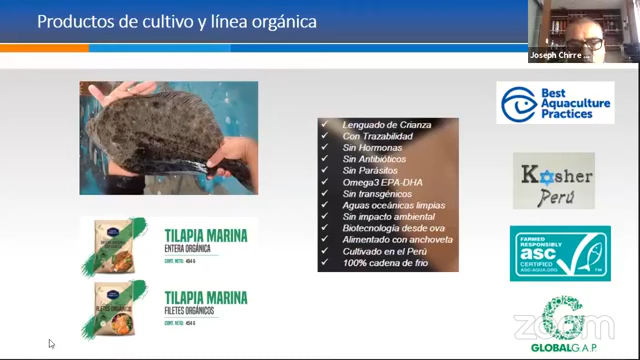 Productos de cultivo y línea orgánica
Joseph Chirre ...
TILAPIA MARINA
ENTERA ORGÁNICA
CONT. NETO: 454 G
TILAPIA MARINA
FILETES ORGÁNICOS
CONT. NETO: 454 G
✓ Lenguado de Crianza
✓ Con Trazabilidad
✓ Sin Hormonas
✓ Sin Antibióticos
✓ Sin Parásitos
✓ Omega3 EPA-DHA
✓ Sin transgénicos
✓ Aguas oceánicas limpias
✓ Sin impacto ambiental
✓ Biotecnología desde ova
✓ Alimentado con anchoveta
✓ Cultivado en el Perú
✓ 100% cadena de frio
Best
Aquaculture
Practices
Kosher
Perú
FARMED
RESPONSIBLY
asc
CERTIFIED
ASC-AQUA.ORG
TM
zoom
GLOBALG.A.P.